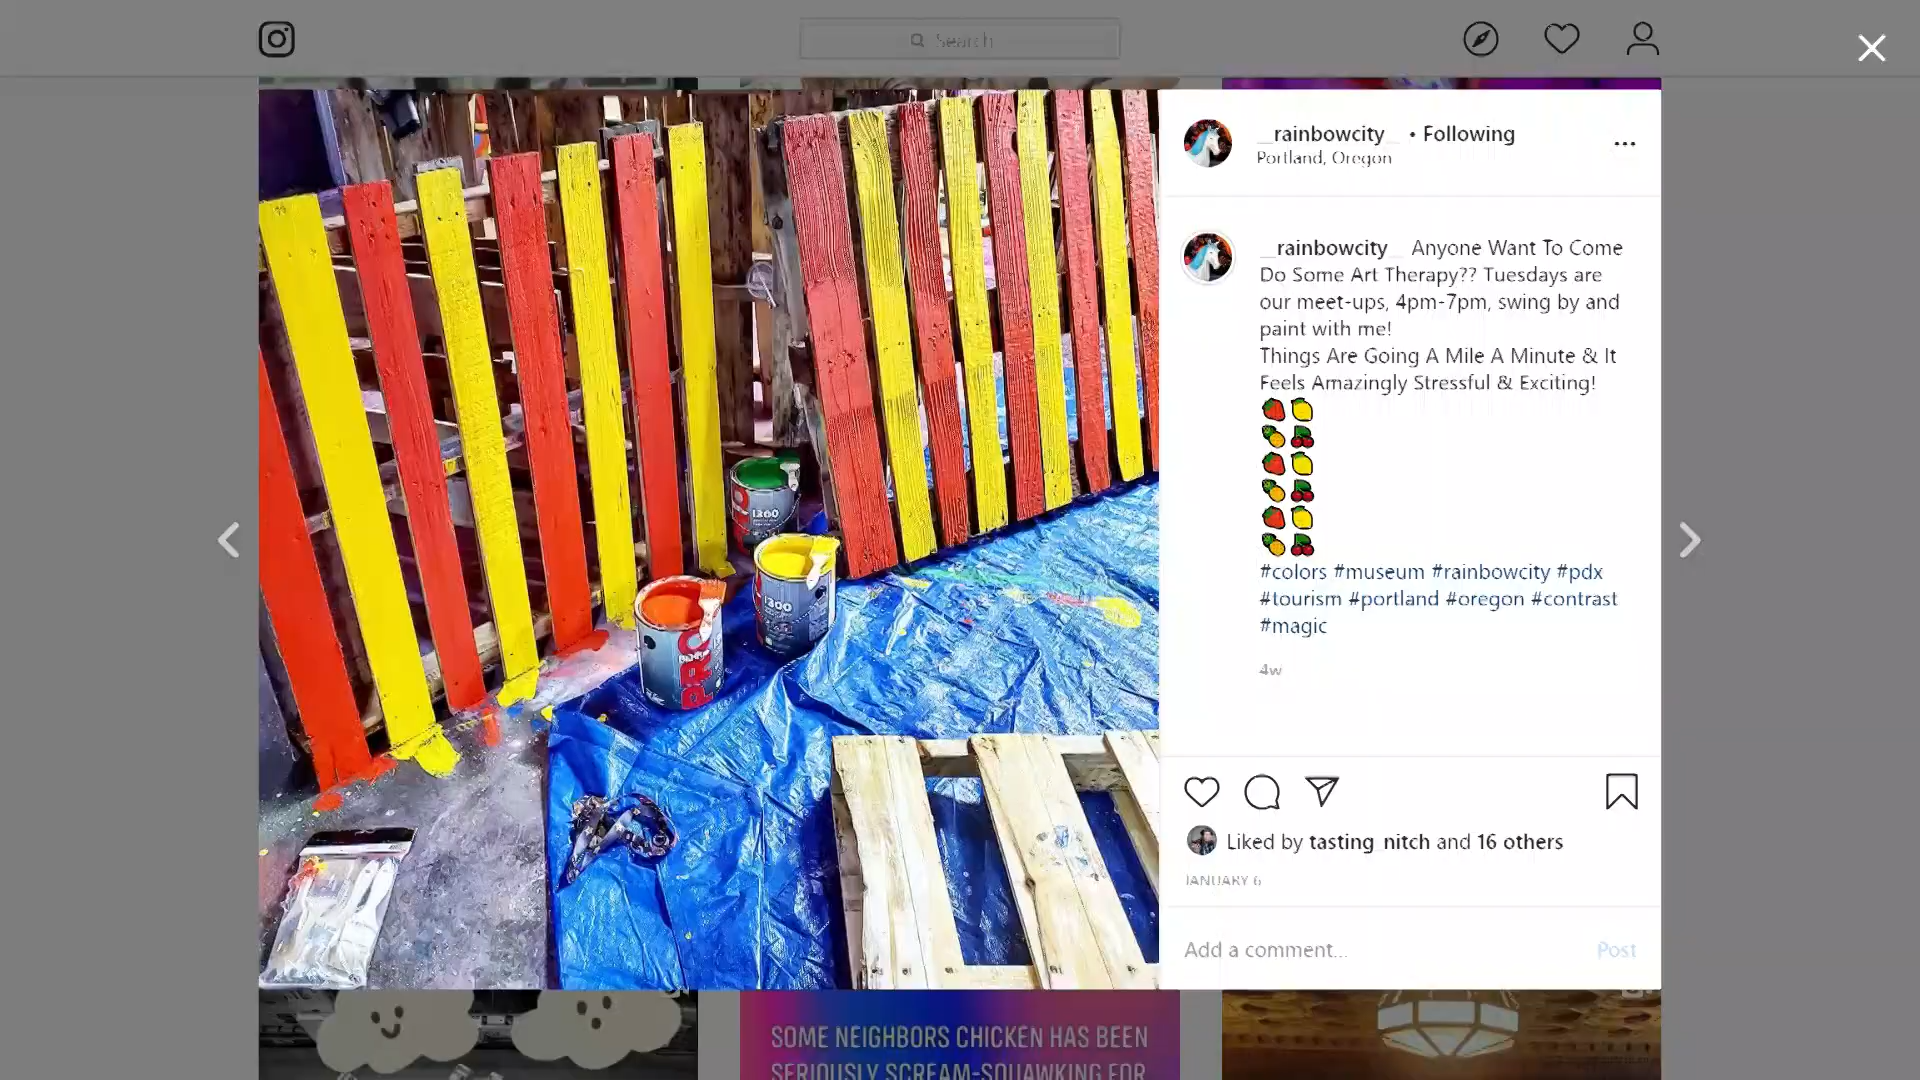 Search
__rainbowcity__ • Following
Portland, Oregon
__rainbowcity__ Anyone Want To Come
Do Some Art Therapy?? Tuesdays are
our meet-ups, 4pm-7pm, swing by and
paint with me!
Things Are Going A Mile A Minute & It
Feels Amazingly Stressful & Exciting!
🍓🍋
🍍🍒
🍓🍋
🍍🍒
🍓🍋
🍍🍒
#colors #museum #rainbowcity #pdx
#tourism #portland #oregon #contrast
#magic
4w
Liked by tasting_nitch and 16 others
JANUARY 6
Add a comment...
Post
1360
1300
PRO
SOME NEIGHBORS CHICKEN HAS BEEN
SERIOUSLY SCREAM-SQUAWKING FOR